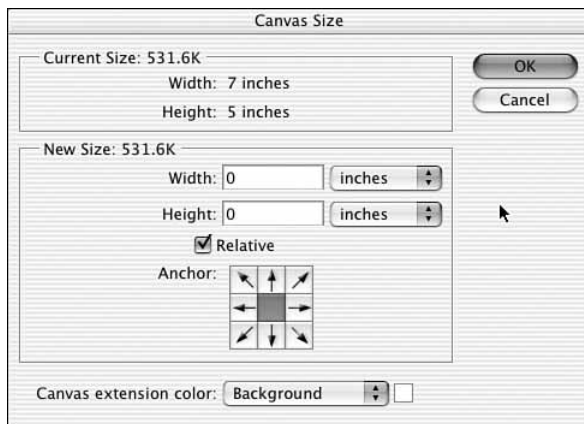 Canvas Size
Current Size: 531.6K
Width: 7 inches
Height: 5 inches
OK
Cancel
New Size: 531.6K
Width: 0 inches
Height: 0 inches
Relative
Anchor:
Canvas extension color: Background